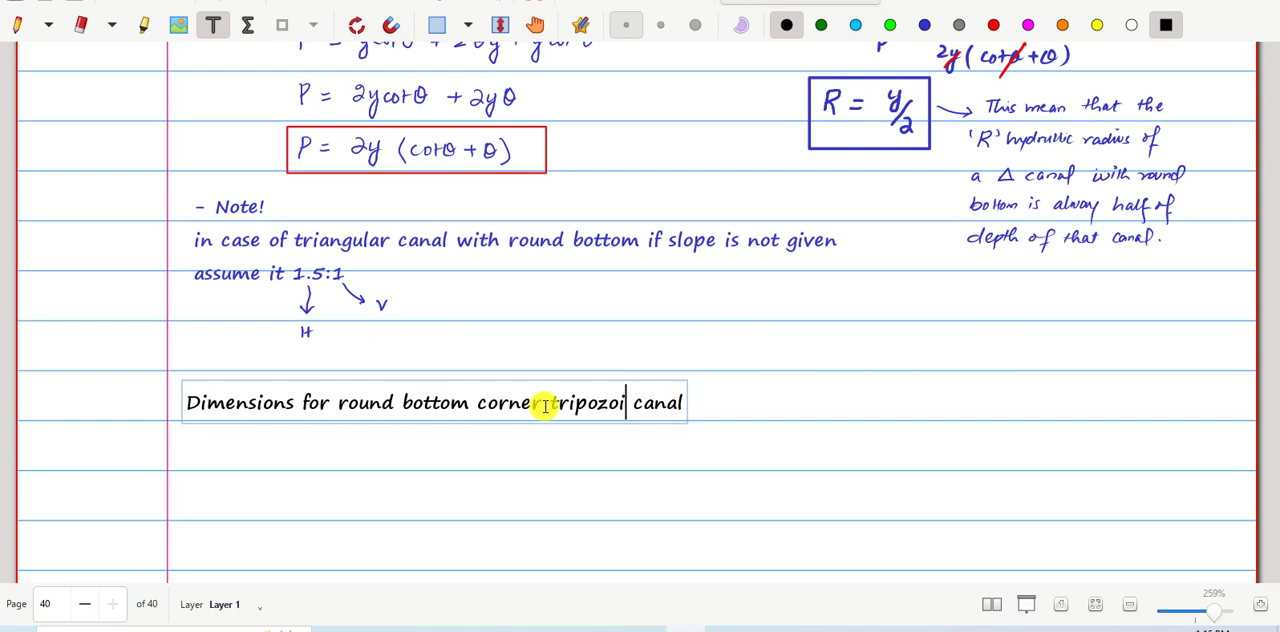 P = 2ycotθ + 2yθ
P = 2y (cotθ + θ)
2y (cotθ + θ)
R = y/2
This mean that the
'R' hydrullic radius of
a Δ canal with round
bottom is alway half of
depth of that canal.
- Note!
in case of triangular canal with round bottom if slope is not given
assume it 1.5:1
V
H
Dimensions for round bottom corner tripozoi canal
Page 40 of 40 Layer Layer 1
259%